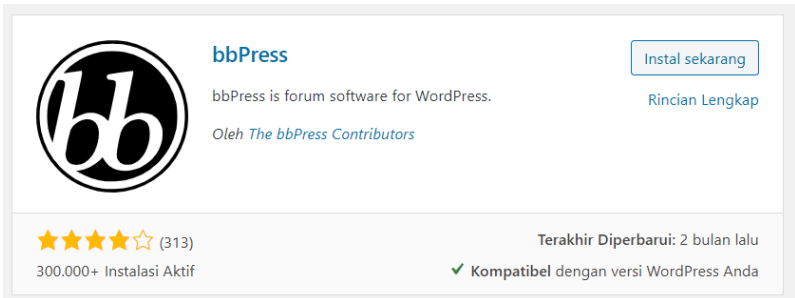 bb
bbPress
Instal sekarang
bbPress is forum software for WordPress.
Rincian Lengkap
Oleh The bbPress Contributors
(313)
Terakhir Diperbarui: 2 bulan lalu
300.000+ Instalasi Aktif
Kompatibel dengan versi WordPress Anda